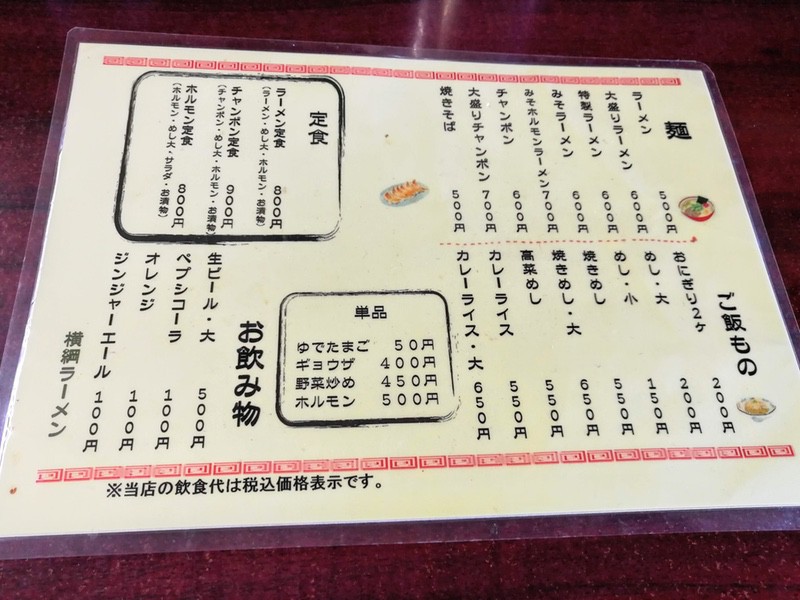 麺
ラーメン 500円
大盛りラーメン 600円
特製ラーメン 600円
みそラーメン 600円
みそホルモンラーメン 700円
チャンポン 600円
大盛りチャンポン 700円
焼きそば 500円
定食
ラーメン定食 800円
(ラーメン・めし大・ホルモン・お漬物)
チャンポン定食 900円
(チャンポン・めし大・ホルモン・お漬物)
ホルモン定食 800円
(ホルモン・めし大・サラダ・お漬物)
ご飯もの
おにぎり2ヶ 200円
めし・大 200円
めし・小 150円
焼きめし 550円
焼きめし・大 650円
高菜めし 550円
カレーライス 550円
カレーライス・大 650円
単品
ゆでたまご 50円
ギョウザ 400円
野菜炒め 450円
ホルモン 500円
お飲み物
生ビール・大 500円
ペプシコーラ 100円
オレンジ 100円
ジンジャーエール 100円
横綱ラーメン
※当店の飲食代は税込価格表示です。